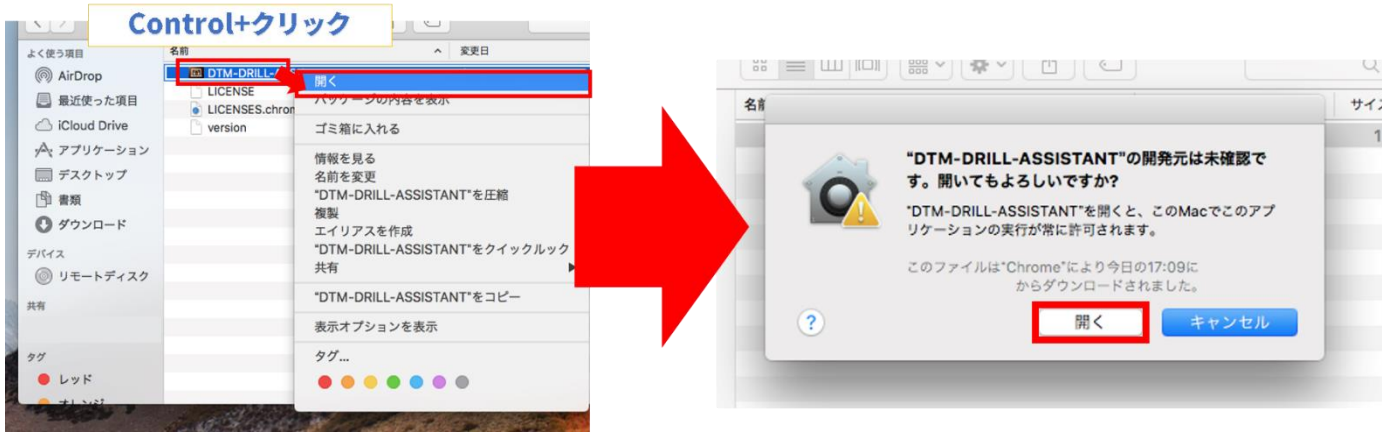 Control+クリック
よく使う項目
AirDrop
最近使った項目
iCloud Drive
アプリケーション
デスクトップ
書類
ダウンロード
デバイス
リモートディスク
共有
タグ
レッド
オレンジ
名前
変更日
DTM-DRILL-
LICENSE
LICENSES.chrom
version
開く
パッケージの内容を表示
ゴミ箱に入れる
情報を見る
名前を変更
"DTM-DRILL-ASSISTANT"を圧縮
複製
エイリアスを作成
"DTM-DRILL-ASSISTANT"をクイックルック
共有
"DTM-DRILL-ASSISTANT"をコピー
表示オプションを表示
タグ...
名前
サイズ
1
"DTM-DRILL-ASSISTANT"の開発元は未確認で
す。開いてもよろしいですか?
"DTM-DRILL-ASSISTANT"を開くと、このMacでこのアプ
リケーションの実行が常に許可されます。
このファイルは"Chrome"により今日の17:09に
からダウンロードされました。
?
開く
キャンセル